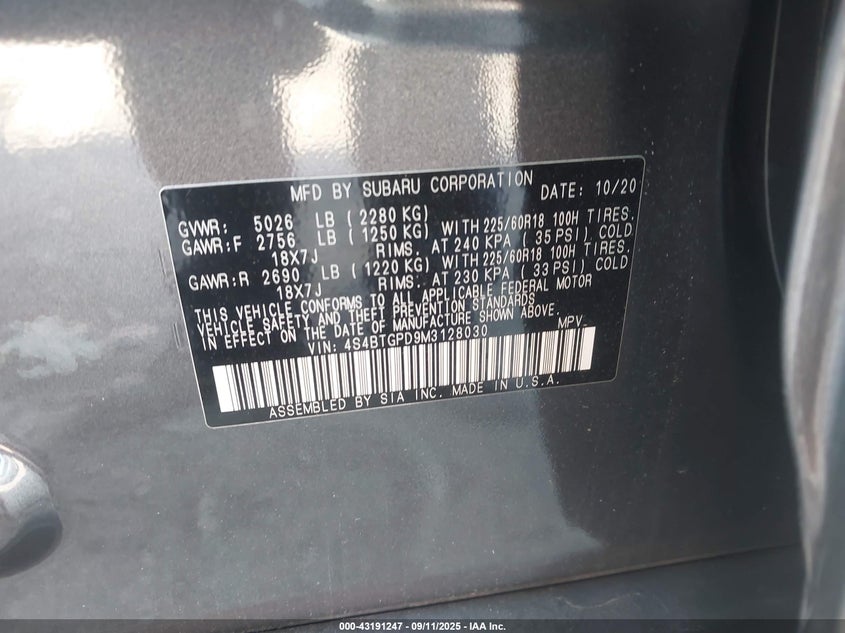 MFD BY SUBARU CORPORATION DATE: 10/20
GVWR: 5026 LB (2280 KG)
GAWR:F 2756 LB (1250 KG) WITH 225/60R18 100H TIRES.
18X7J RIMS. AT 240 KPA (35 PSI) COLD
GAWR:R 2690 LB (1220 KG) WITH 225/60R18 100H TIRES.
18X7J RIMS. AT 230 KPA (33 PSI) COLD
THIS VEHICLE CONFORMS TO ALL APPLICABLE FEDERAL MOTOR
VEHICLE SAFETY AND THEFT PREVENTION STANDARDS
IN EFFECT ON THE DATE OF MANUFACTURE SHOWN ABOVE.
VIN: 4S4BTGPD9M3128030 MPV
ASSEMBLED BY SIA INC. MADE IN U.S.A.
000-43191247 - 09/11/2025 - IAA Inc.